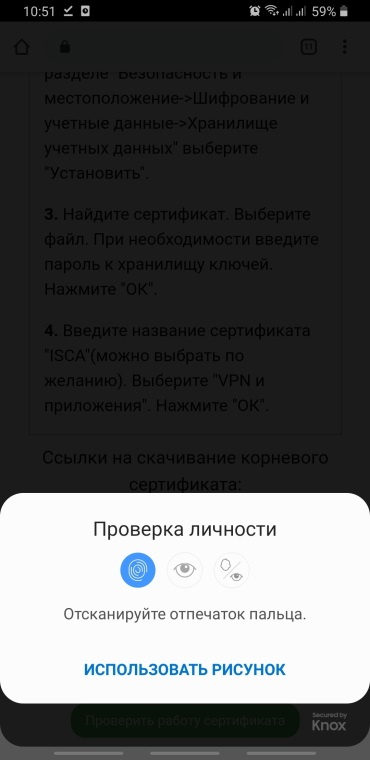 10:51
59%
11
разделе "Безопасность и
местоположение->Шифрование и
учетные данные->Хранилище
учетных данных" выберите
"Установить".
3. Найдите сертификат. Выберите
файл. При необходимости введите
пароль к хранилищу ключей.
Нажмите "ОК".
4. Введите название сертификата
"ISCA"(можно выбрать по
желанию). Выберите "VPN и
приложения". Нажмите "ОК".
Ссылки на скачивание корневого
сертификата:
Проверка личности
Отсканируйте отпечаток пальца.
ИСПОЛЬЗОВАТЬ РИСУНОК
Проверить работу сертификата
Secured by
Knox